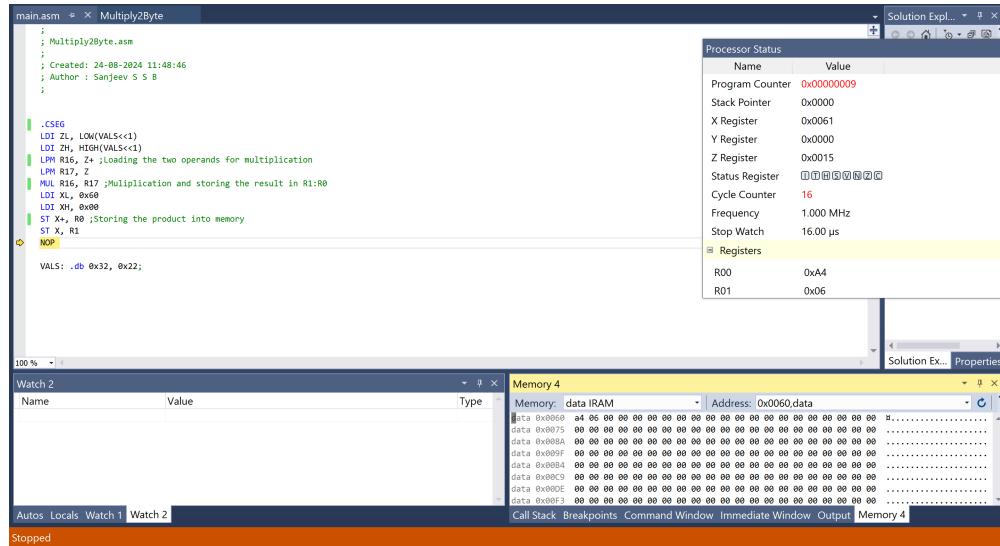 main.asm Multiply2Byte
;
; Multiply2Byte.asm
;
; Created: 24-08-2024 11:48:46
; Author : Sanjeev S S B
;
.CSEG
LDI ZL, LOW(VALS<<1)
LDI ZH, HIGH(VALS<<1)
LPM R16, Z+ ;Loading the two operands for multiplication
LPM R17, Z
MUL R16, R17 ;Muliplication and storing the result in R1:R0
LDI XL, 0x60
LDI XH, 0x00
ST X+, R0 ;Storing the product into memory
ST X, R1
NOP
VALS: .db 0x32, 0x22;
100 %
Solution Expl...
Processor Status
Name Value
Program Counter 0x00000009
Stack Pointer 0x0000
X Register 0x0061
Y Register 0x0000
Z Register 0x0015
Status Register I T H S V N Z C
Cycle Counter 16
Frequency 1.000 MHz
Stop Watch 16.00 µs
Registers
R00 0xA4
R01 0x06
Solution Ex... Properties
Watch 2
Name Value Type
Autos Locals Watch 1 Watch 2
Memory 4
Memory: data IRAM Address: 0x0060,data
data 0x0060 a4 06 00 00 00 00 00 00 00 00 00 00 00 00 00 00 00 00 00 00 00 ¤....................
data 0x0075 00 00 00 00 00 00 00 00 00 00 00 00 00 00 00 00 00 00 00 00 00 .....................
data 0x008A 00 00 00 00 00 00 00 00 00 00 00 00 00 00 00 00 00 00 00 00 00 .....................
data 0x009F 00 00 00 00 00 00 00 00 00 00 00 00 00 00 00 00 00 00 00 00 00 .....................
data 0x00B4 00 00 00 00 00 00 00 00 00 00 00 00 00 00 00 00 00 00 00 00 00 .....................
data 0x00C9 00 00 00 00 00 00 00 00 00 00 00 00 00 00 00 00 00 00 00 00 00 .....................
data 0x00DE 00 00 00 00 00 00 00 00 00 00 00 00 00 00 00 00 00 00 00 00 00 .....................
data 0x00F3 00 00 00 00 00 00 00 00 00 00 00 00 00 00 00 00 00 00 00 00 00 .....................
Call Stack Breakpoints Command Window Immediate Window Output Memory 4
Stopped